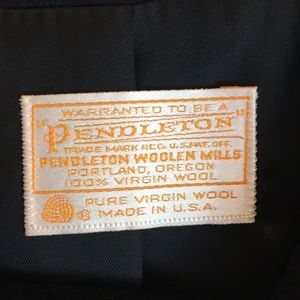 WARRANTED TO BE A
"PENDLETON"
TRADE MARK REG. U.S. PAT. OFF.
PENDLETON WOOLEN MILLS
PORTLAND, OREGON
100% VIRGIN WOOL
PURE VIRGIN WOOL
® MADE IN U.S.A.